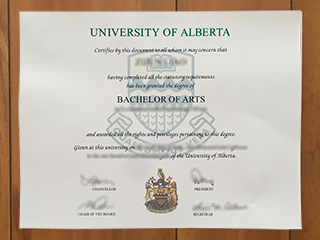 UNIVERSITY OF ALBERTA
Certifies by this document to all whom it may concern that
having completed all the statutory requirements
has been granted the degree of
BACHELOR OF ARTS
and awarded all the rights and privileges pertaining to this degree.
Given at this university on
of the University of Alberta.
CHANCELLOR
PRESIDENT
CHAIR OF THE BOARD
REGISTRAR